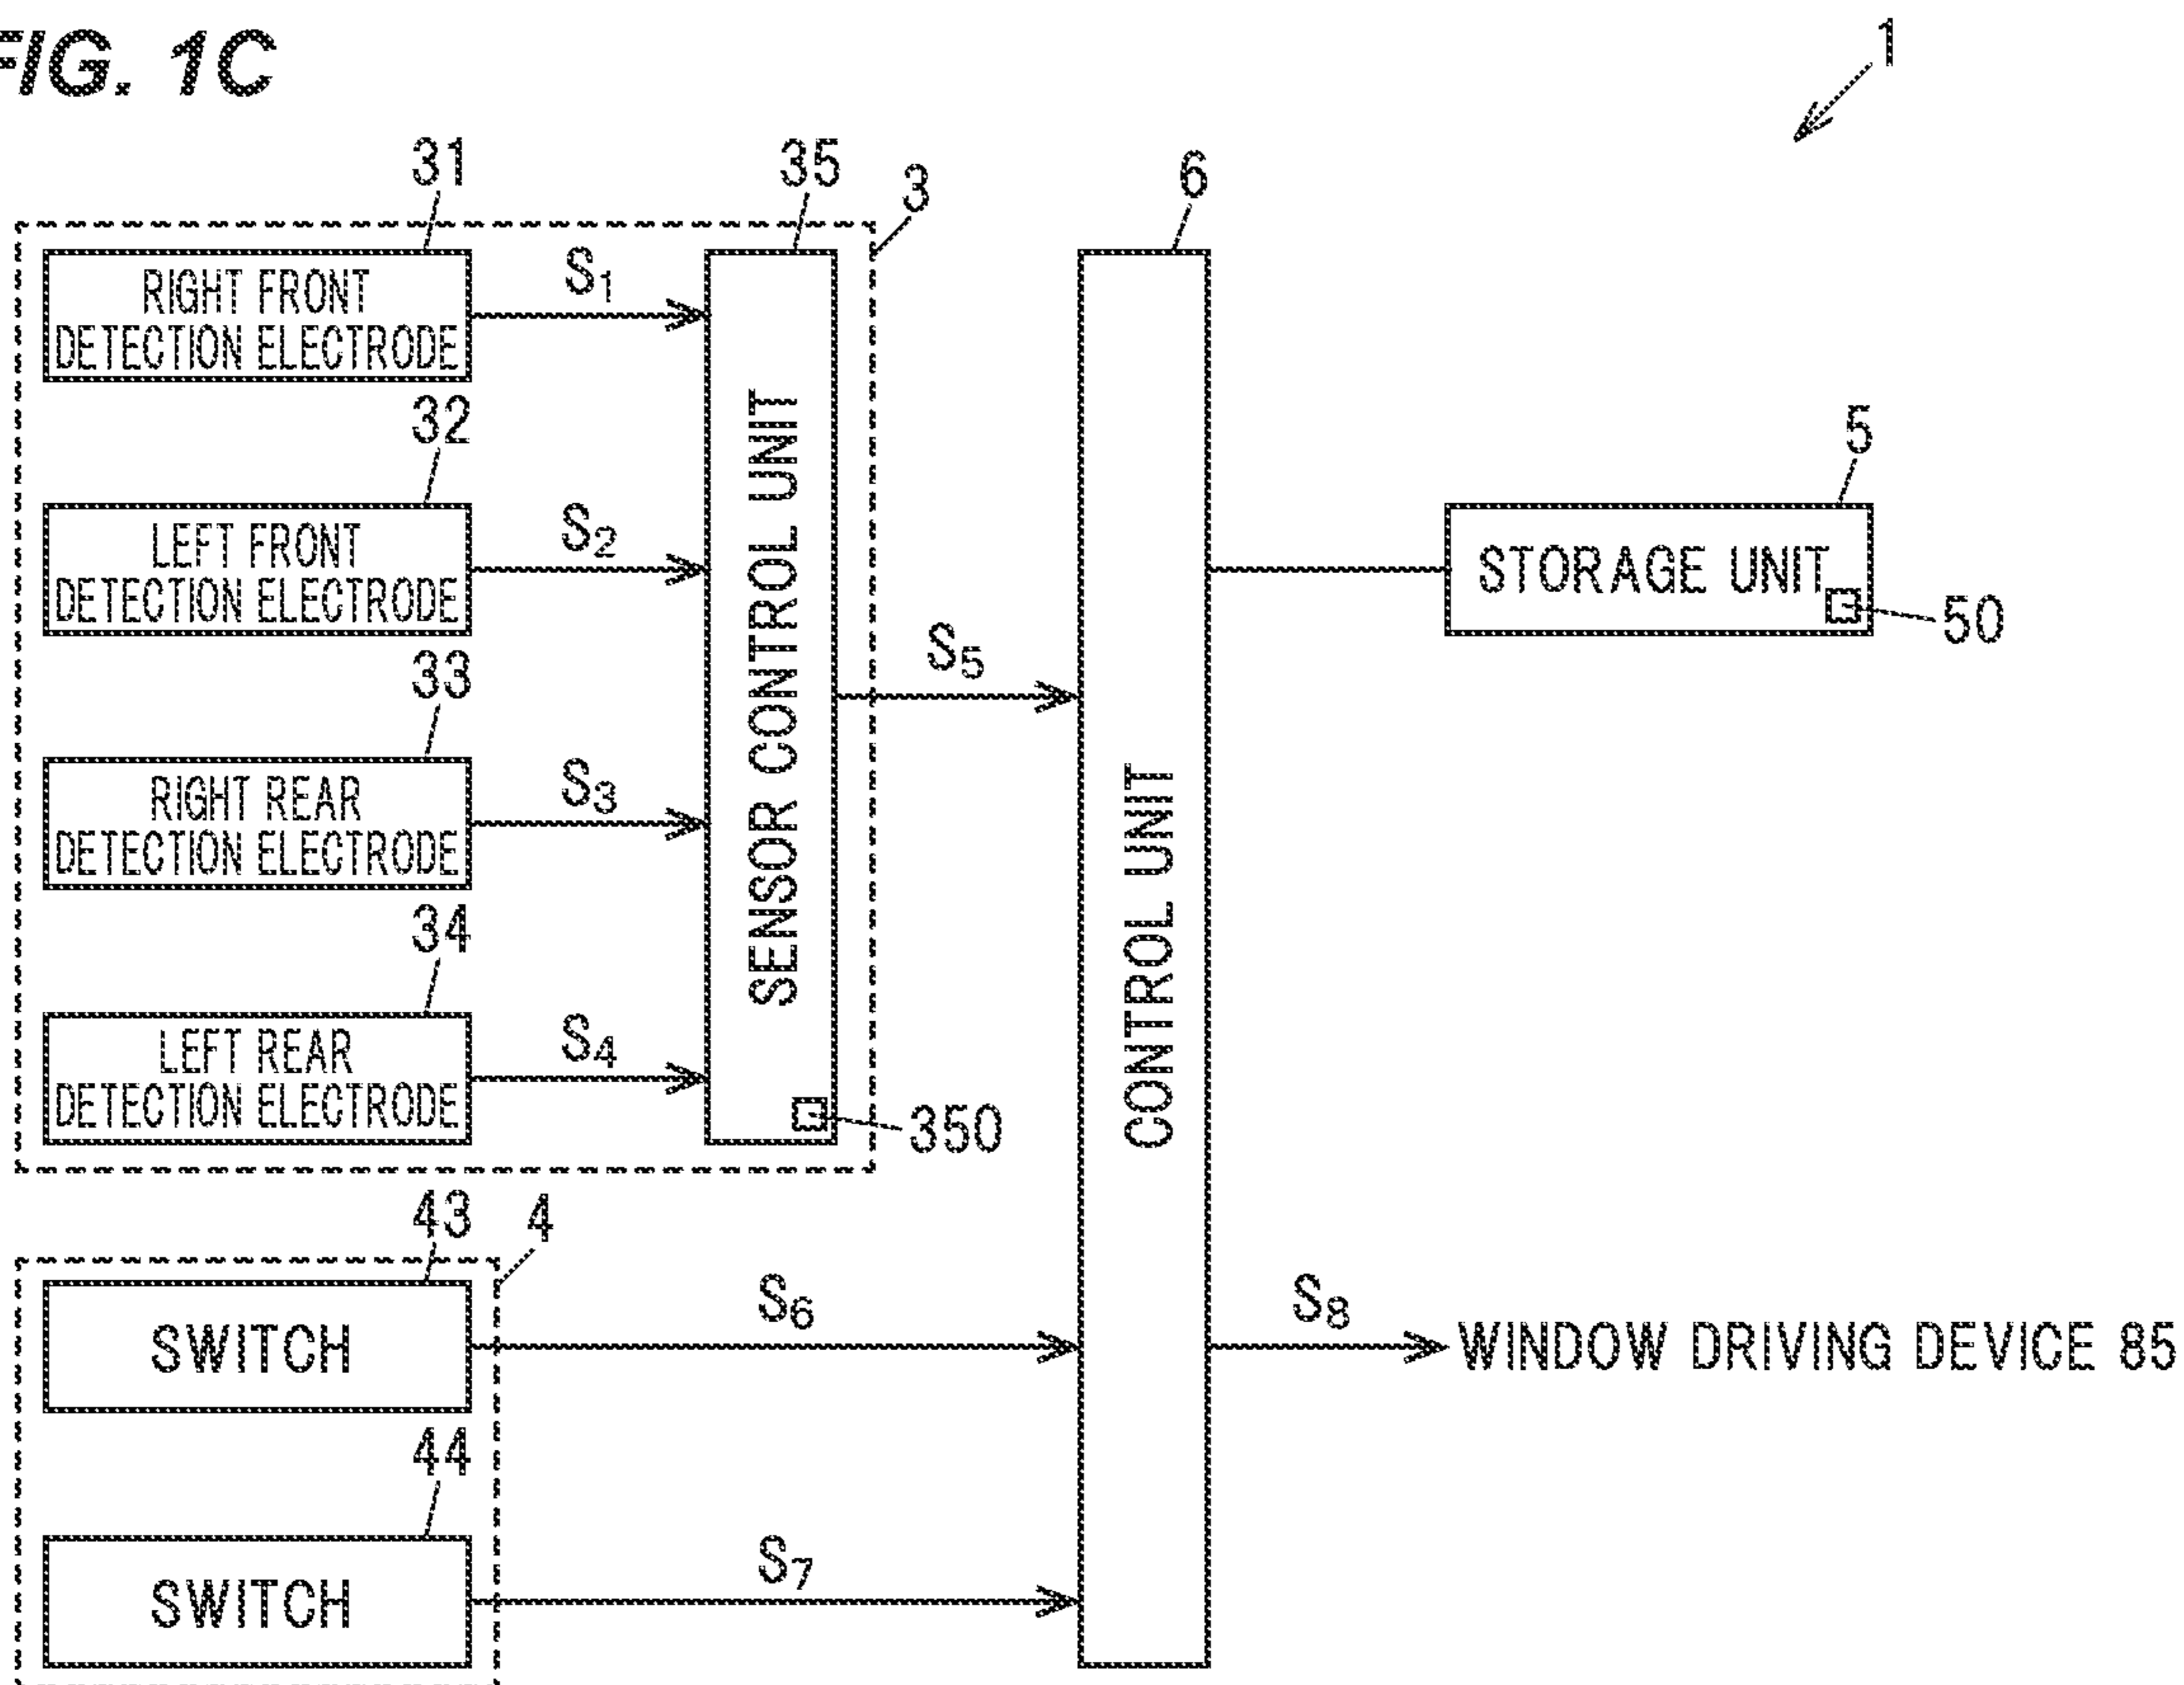 FIG. 1C
1
31
35
3
6
RIGHT FRONT
DETECTION ELECTRODE
S1
32
LEFT FRONT
DETECTION ELECTRODE
S2
33
RIGHT REAR
DETECTION ELECTRODE
S3
34
LEFT REAR
DETECTION ELECTRODE
S4
SENSOR CONTROL UNIT
350
S5
CONTROL UNIT
5
STORAGE UNIT
50
43
4
SWITCH
S6
S8
WINDOW DRIVING DEVICE 85
44
SWITCH
S7